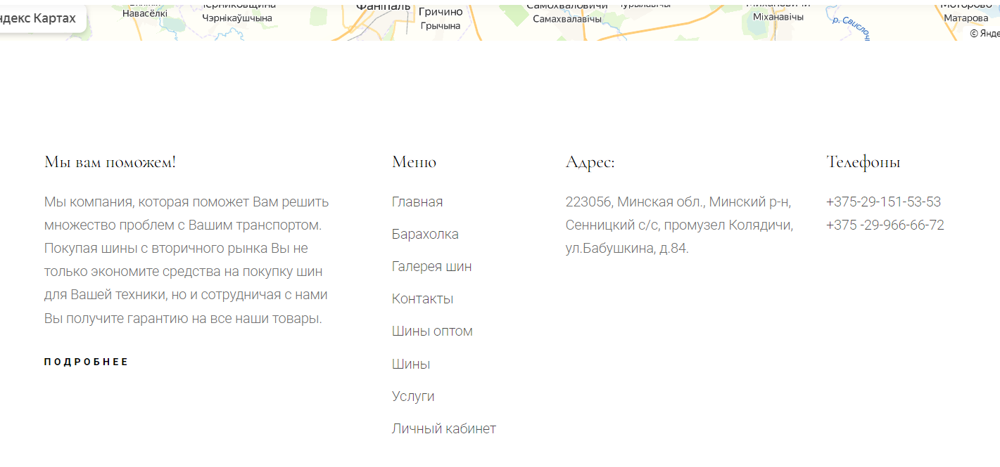 ндекс Картах
Навасёлкі
Чэрнікаўшчына
Фаніпаль
Гричино
Грычына
Самохваловичи
Самахвалавічы
Міханавічы
р. Свислочь
Моторово
Матарова
© Янде
Мы вам поможем!
Мы компания, которая поможет Вам решить
множество проблем с Вашим транспортом.
Покупая шины с вторичного рынка Вы не
только экономите средства на покупку шин
для Вашей техники, но и сотрудничая с нами
Вы получите гарантию на все наши товары.
ПОДРОБНЕЕ
Меню
Главная
Барахолка
Галерея шин
Контакты
Шины оптом
Шины
Услуги
Личный кабинет
Адрес:
223056, Минская обл., Минский р-н,
Сенницкий с/с, промузел Колядичи,
ул.Бабушкина, д.84.
Телефоны
+375-29-151-53-53
+375 -29-966-66-72